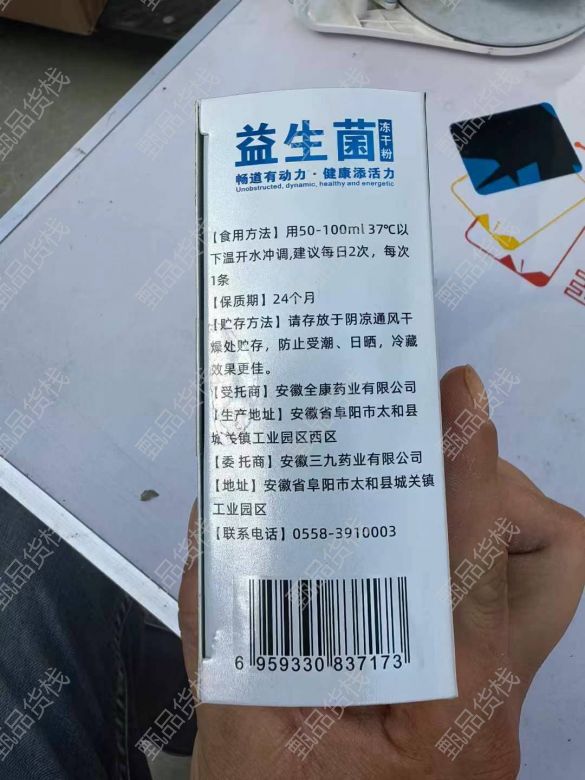 益生菌冻干粉
畅道有动力·健康添活力
Unobstructed, dynamic, healthy and energetic
【食用方法】用50-100ml 37℃以
下温开水冲调,建议每日2次，每次
1条
【保质期】24个月
【贮存方法】请存放于阴凉通风干
燥处贮存，防止受潮、日晒，冷藏
效果更佳。
【受托商】安徽全康药业有限公司
【生产地址】安徽省阜阳市太和县
城关镇工业园区西区
【委托商】安徽三九药业有限公司
【地址】安徽省阜阳市太和县城关镇
工业园区
【联系电话】0558-3910003
6 959330 837173
甄品货栈